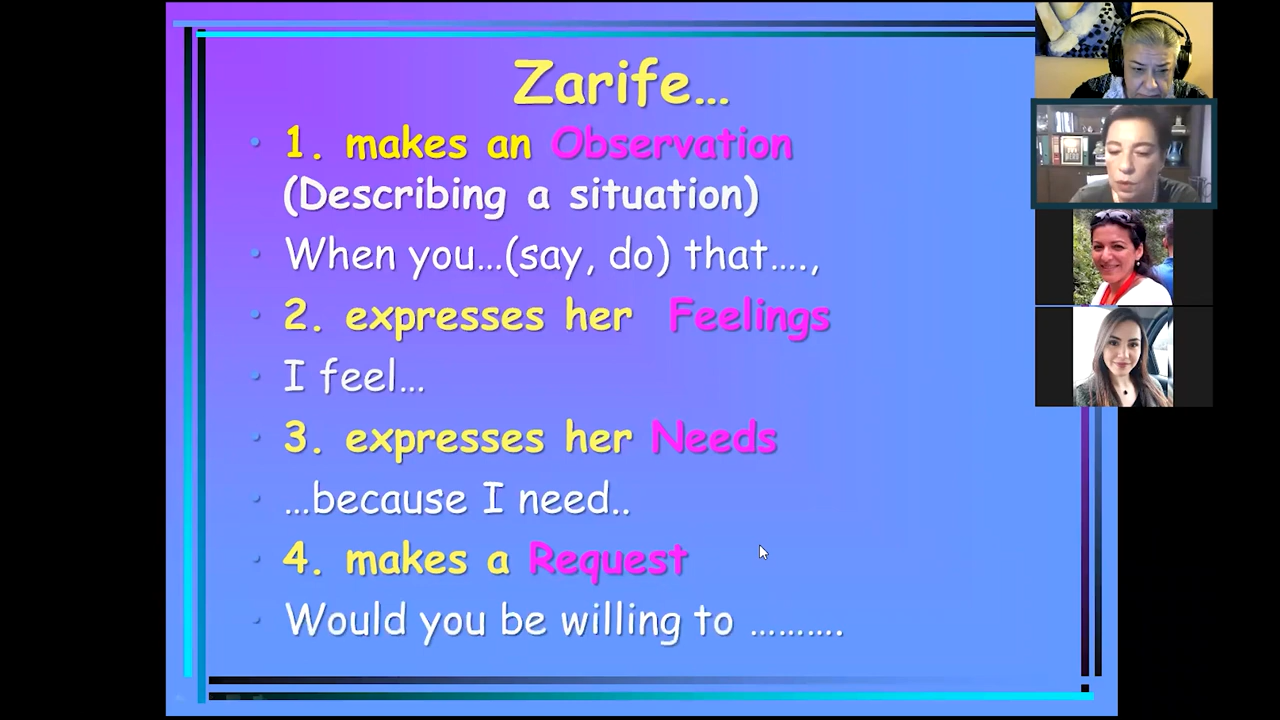 Zarife...
1. makes an Observation
(Describing a situation)
When you...(say, do) that....,
2. expresses her Feelings
I feel...
3. expresses her Needs
...because I need..
4. makes a Request
Would you be willing to ..........